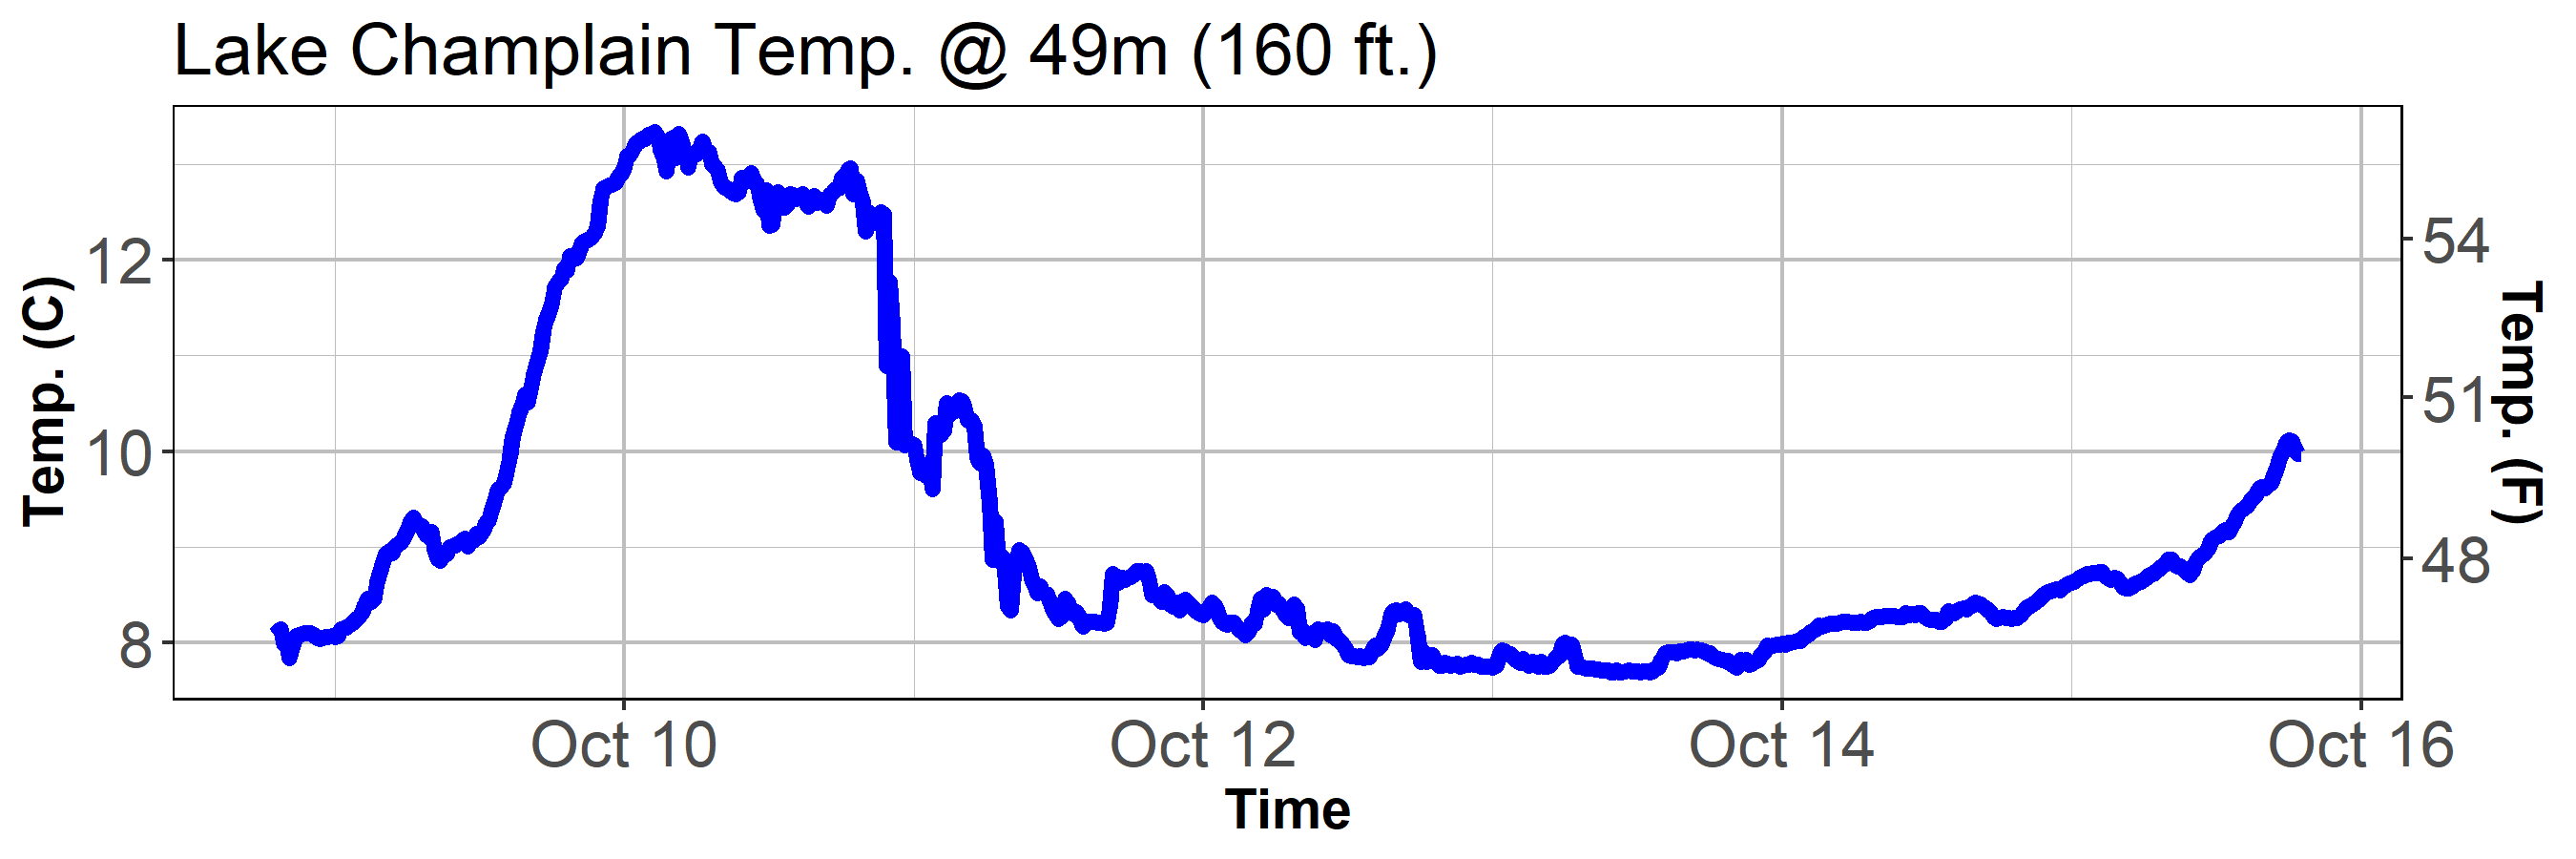 Lake Champlain Temp. @ 49m (160 ft.)
Temp. (C)
12
10
8
54
51
48
Temp. (F)
Oct 10
Oct 12
Oct 14
Oct 16
Time